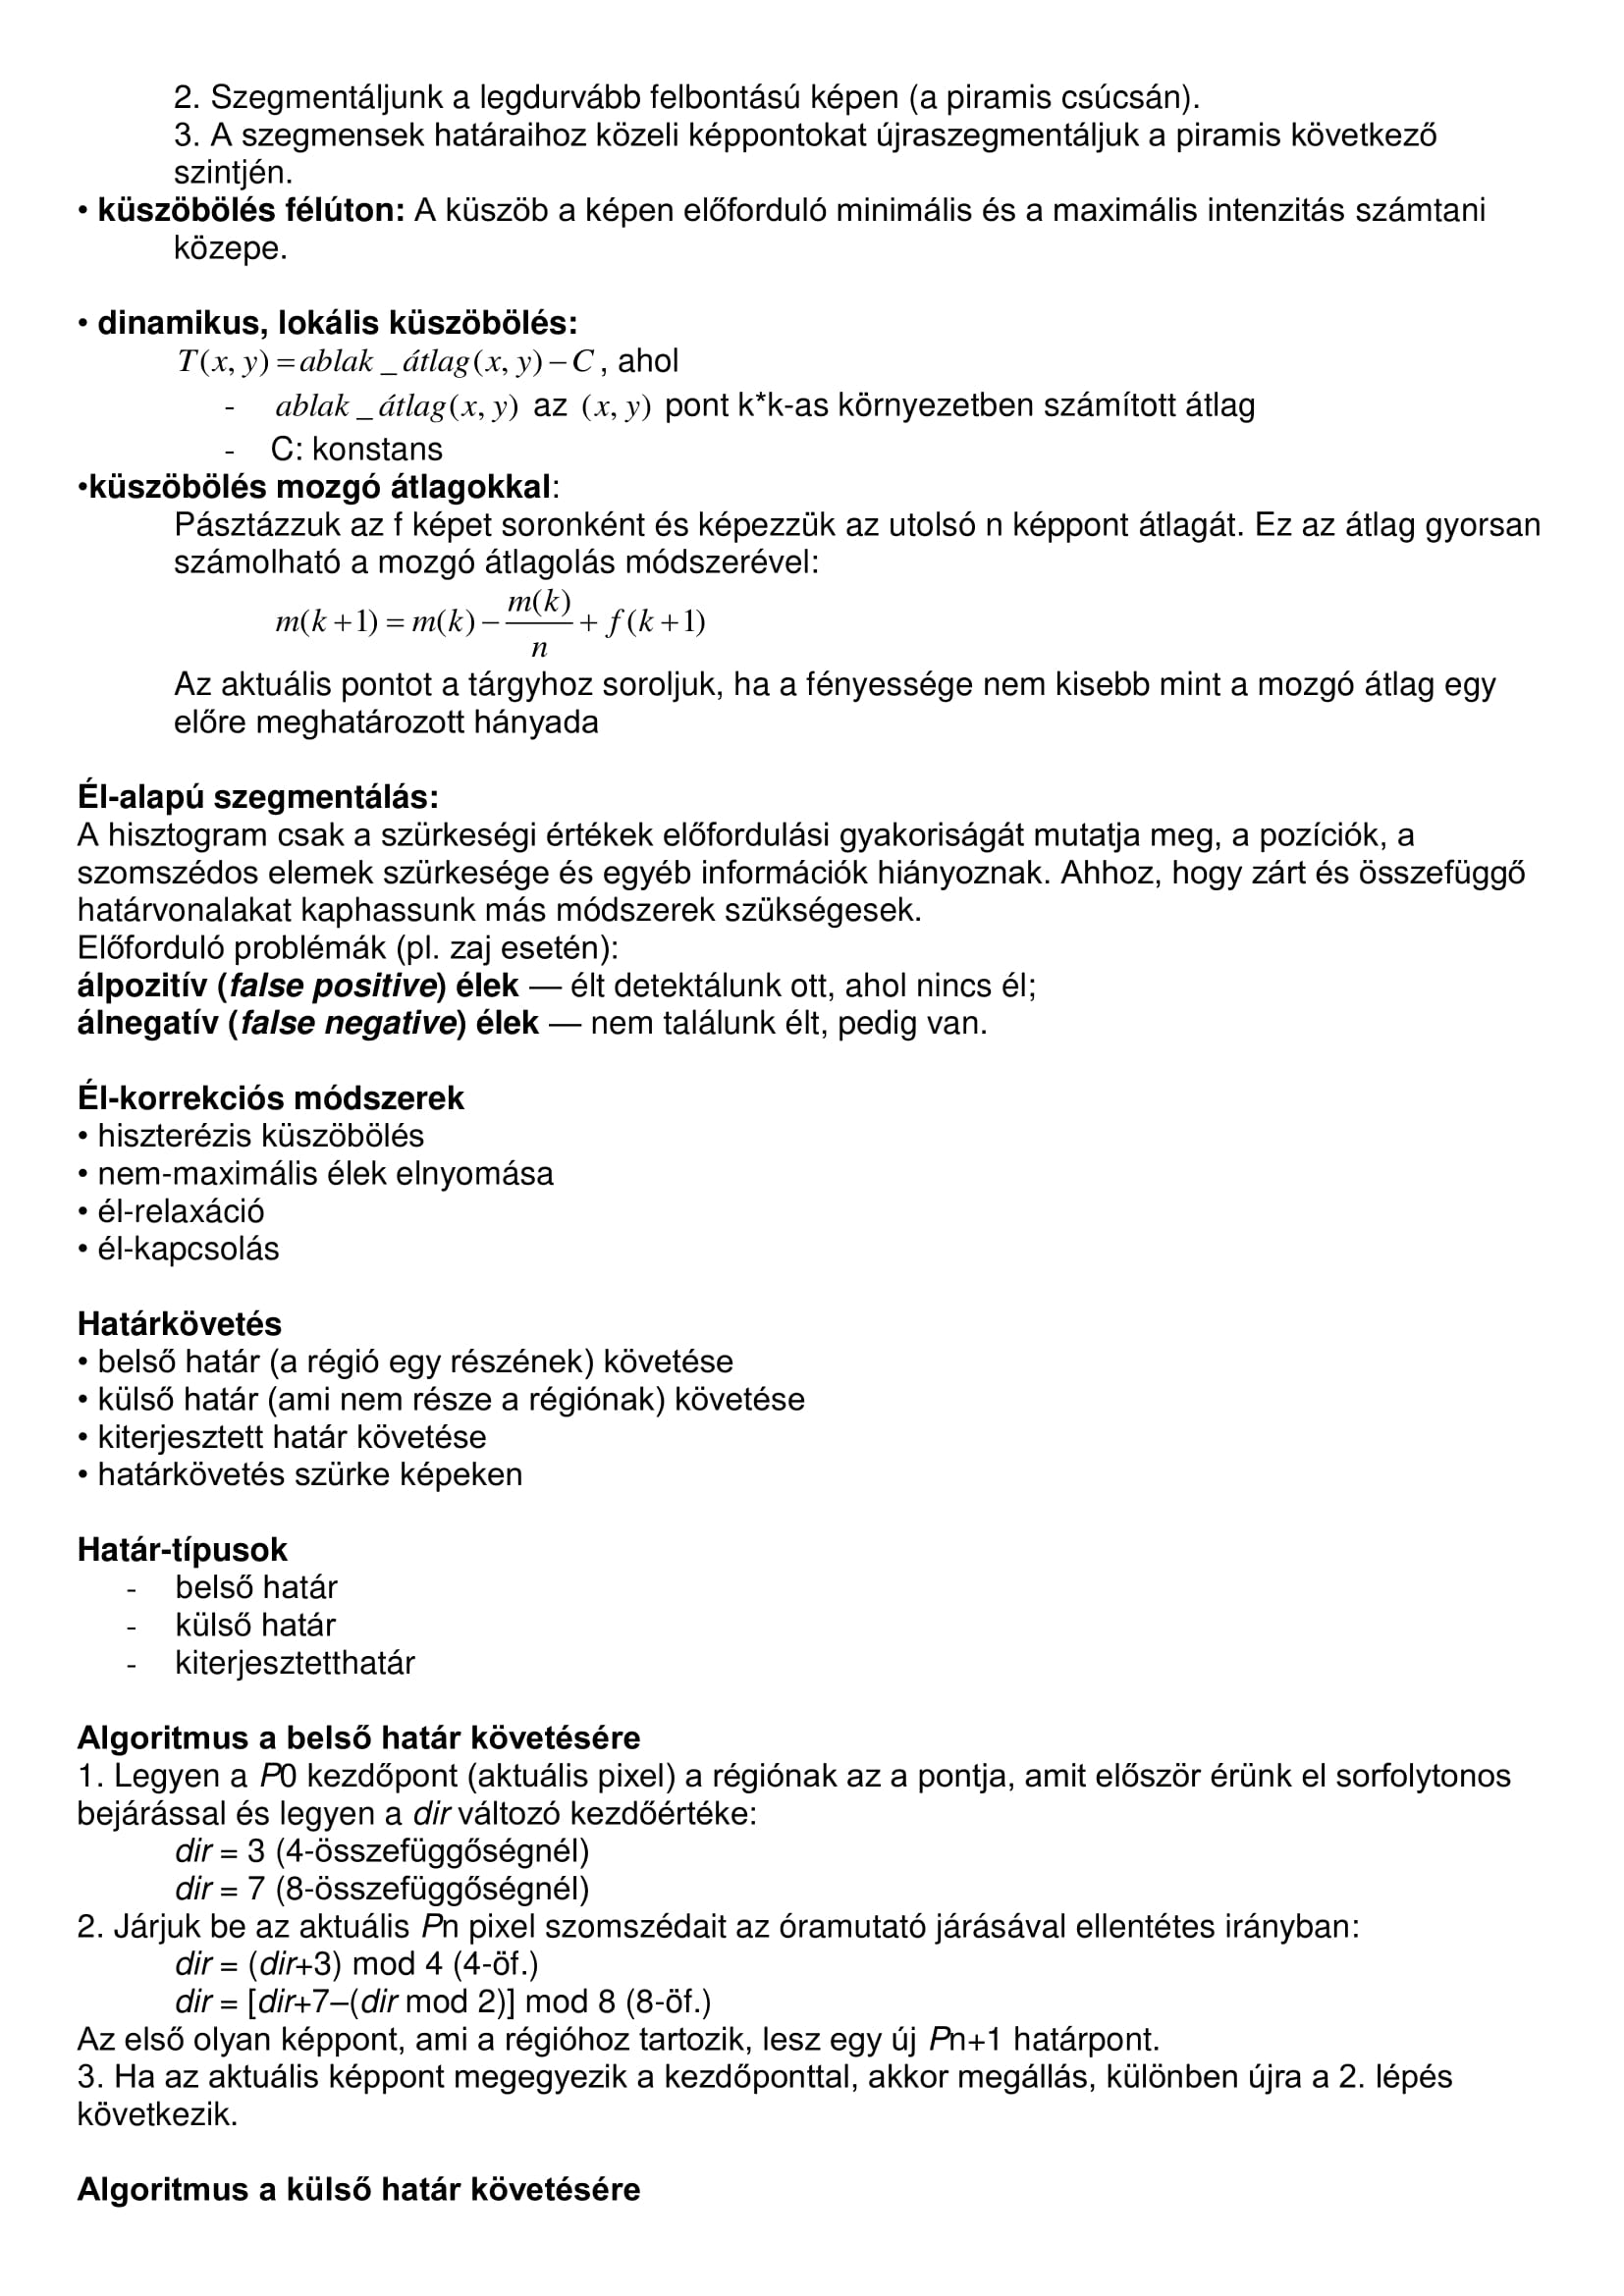 2. Szegmentáljunk a legdurvább felbontású képen (a piramis csúcsán).
3. A szegmensek határaihoz közeli képpontokat újraszegmentáljuk a piramis következő
szintjén.
• küszöbölés félúton: A küszöb a képen előforduló minimális és a maximális intenzitás számtani
közepe.
• dinamikus, lokális küszöbölés:
T(x, y) = ablak _ átlag(x, y) − C , ahol
- ablak _ átlag(x, y) az (x, y) pont k*k-as környezetben számított átlag
- C: konstans
•küszöbölés mozgó átlagokkal:
Pásztázzuk az f képet soronként és képezzük az utolsó n képpont átlagát. Ez az átlag gyorsan
számolható a mozgó átlagolás módszerével:
m(k +1) = m(k) − m(k)/n + f (k +1)
Az aktuális pontot a tárgyhoz soroljuk, ha a fényessége nem kisebb mint a mozgó átlag egy
előre meghatározott hányada
Él-alapú szegmentálás:
A hisztogram csak a szürkeségi értékek előfordulási gyakoriságát mutatja meg, a pozíciók, a
szomszédos elemek szürkesége és egyéb információk hiányoznak. Ahhoz, hogy zárt és összefüggő
határvonalakat kaphassunk más módszerek szükségesek.
Előforduló problémák (pl. zaj esetén):
álpozitív (false positive) élek — élt detektálunk ott, ahol nincs él;
álnegatív (false negative) élek — nem találunk élt, pedig van.
Él-korrekciós módszerek
• hiszterézis küszöbölés
• nem-maximális élek elnyomása
• él-relaxáció
• él-kapcsolás
Határkövetés
• belső határ (a régió egy részének) követése
• külső határ (ami nem része a régiónak) követése
• kiterjesztett határ követése
• határkövetés szürke képeken
Határ-típusok
- belső határ
- külső határ
- kiterjesztetthatár
Algoritmus a belső határ követésére
1. Legyen a P0 kezdőpont (aktuális pixel) a régiónak az a pontja, amit először érünk el sorfolytonos
bejárással és legyen a dir változó kezdőértéke:
dir = 3 (4-összefüggőségnél)
dir = 7 (8-összefüggőségnél)
2. Járjuk be az aktuális Pn pixel szomszédait az óramutató járásával ellentétes irányban:
dir = (dir+3) mod 4 (4-öf.)
dir = [dir+7–(dir mod 2)] mod 8 (8-öf.)
Az első olyan képpont, ami a régióhoz tartozik, lesz egy új Pn+1 határpont.
3. Ha az aktuális képpont megegyezik a kezdőponttal, akkor megállás, különben újra a 2. lépés
következik.
Algoritmus a külső határ követésére